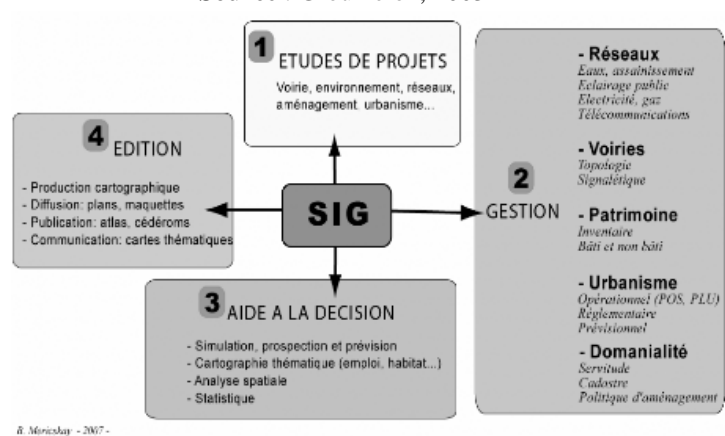 1
ETUDES DE PROJETS
Voirie, environnement, réseaux,
aménagement, urbanisme...
4
EDITION
- Production cartographique
- Diffusion: plans, maquettes
- Publication: atlas, cédéroms
- Communication: cartes thématiques
SIG
2
GESTION
- Réseaux
Eaux, assainissement
Eclairage public
Electricité, gaz
Télécommunications
- Voiries
Topologie
Signalétique
- Patrimoine
Inventaire
Bâti et non bâti
- Urbanisme
Opérationnel (POS, PLU)
Règlementaire
Prévisionnel
- Domanialité
Servitude
Cadastre
Politique d'aménagement
3
AIDE A LA DECISION
- Simulation, prospection et prévision
- Cartographie thématique (emploi, habitat...)
- Analyse spatiale
- Statistique
B. Mericskay - 2007 -